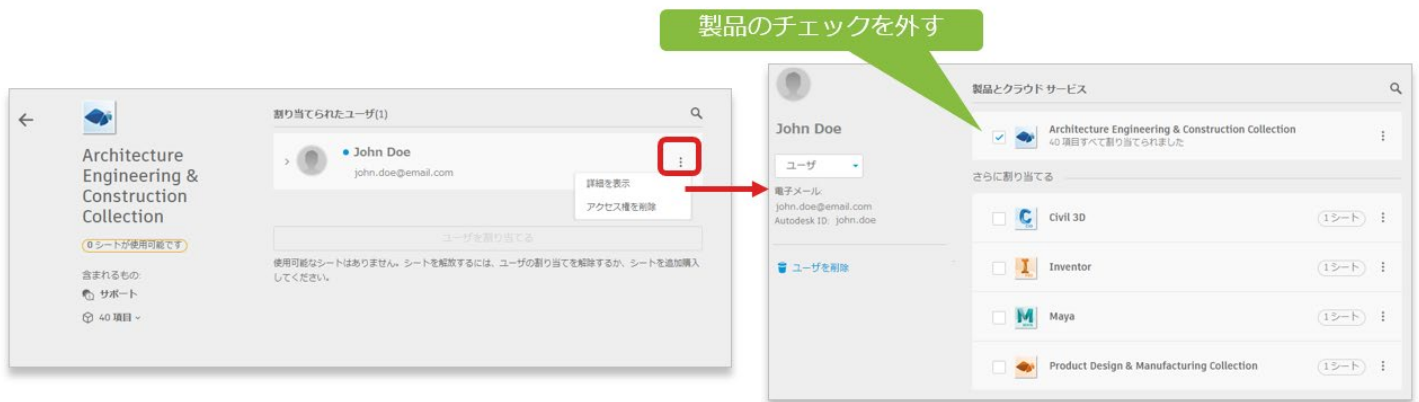 製品のチェックを外す
割り当てられたユーザ(1)
Architecture
Engineering &
Construction
Collection
0 シートが使用可能です
含まれるもの:
サポート
40 項目
John Doe
john.doe@email.com
詳細を表示
アクセス権を削除
ユーザを割り当てる
使用可能なシートはありません。シートを解放するには、ユーザの割り当てを解除するか、シートを追加購入
してください。
John Doe
ユーザ
電子メール:
john.doe@email.com
Autodesk ID: john.doe
ユーザを削除
製品とクラウド サービス
Architecture Engineering & Construction Collection
40 項目すべて割り当てられました
さらに割り当てる
Civil 3D
1 シート
Inventor
1 シート
Maya
1 シート
Product Design & Manufacturing Collection
1 シート